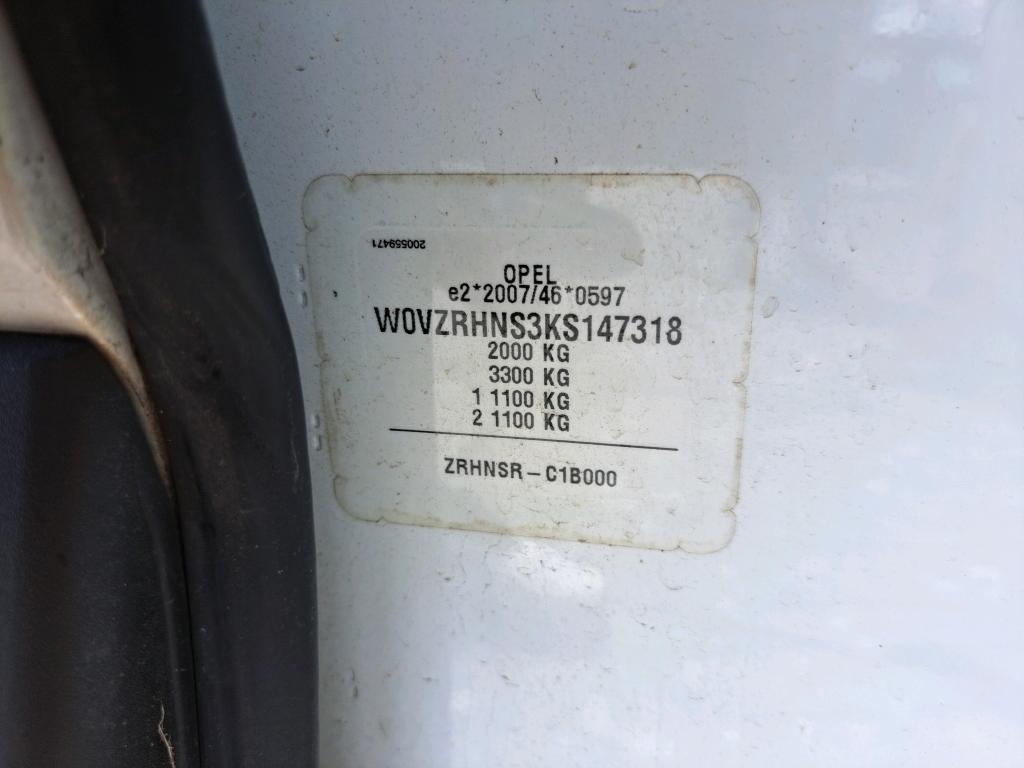 200559471
OPEL
e2*2007/46*0597
W0VZRHNS3KS147318
2000 KG
3300 KG
1 1100 KG
2 1100 KG
ZRHNSR – C1B000